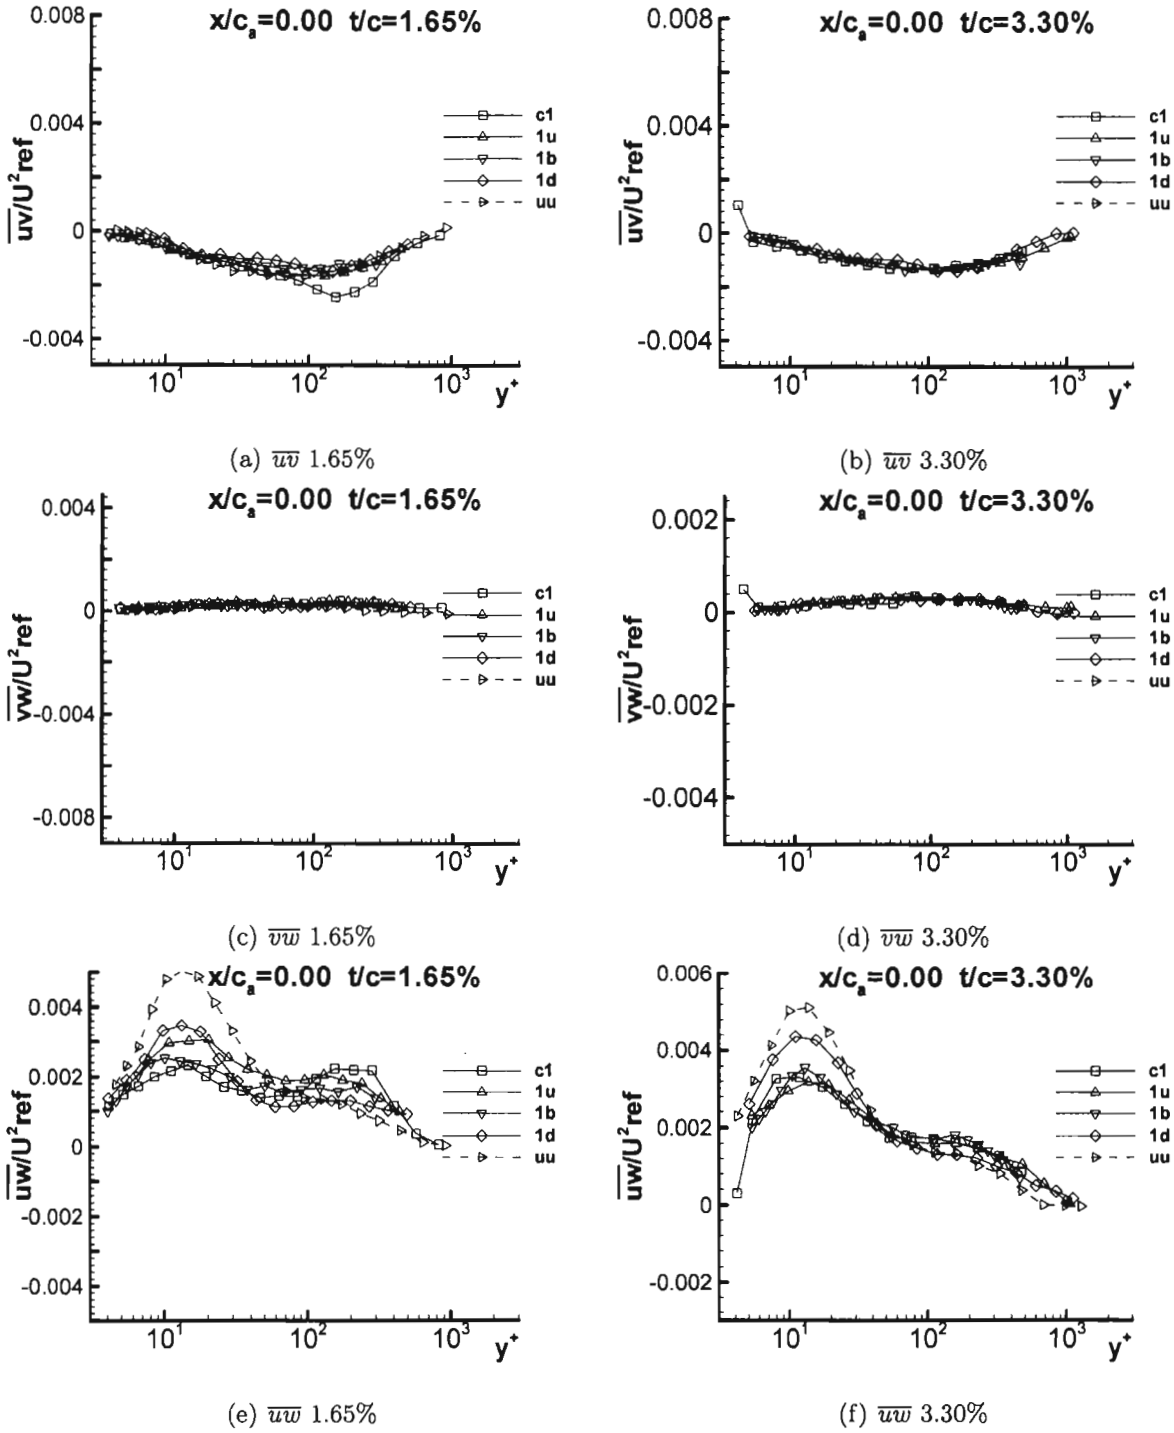 x/cₐ=0.00 t/c=1.65%
0.008
0.004
0
-0.004
uv/U²ref
c1
1u
1b
1d
uu
10¹ 10² 10³ y⁺
(a) uv 1.65%
x/cₐ=0.00 t/c=3.30%
0.008
0.004
0
-0.004
uv/U²ref
c1
1u
1b
1d
uu
10¹ 10² 10³ y⁺
(b) uv 3.30%
x/cₐ=0.00 t/c=1.65%
0.004
0
-0.004
-0.008
vw/U²ref
c1
1u
1b
1d
uu
10¹ 10² 10³ y⁺
(c) vw 1.65%
x/cₐ=0.00 t/c=3.30%
0.002
0
-0.002
-0.004
vw/U²ref
c1
1u
1b
1d
uu
10¹ 10² 10³ y⁺
(d) vw 3.30%
x/cₐ=0.00 t/c=1.65%
0.004
0.002
0
-0.002
-0.004
uw/U²ref
c1
1u
1b
1d
uu
10¹ 10² 10³ y⁺
(e) uw 1.65%
x/cₐ=0.00 t/c=3.30%
0.006
0.004
0.002
0
-0.002
uw/U²ref
c1
1u
1b
1d
uu
10¹ 10² 10³ y⁺
(f) uw 3.30%